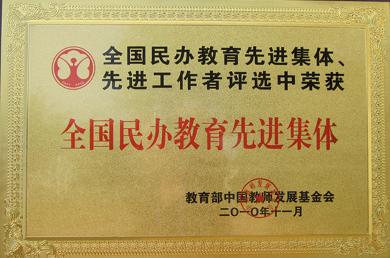 全国民办教育先进集体、
先进工作者评选中荣获
全国民办教育先进集体
教育部中国教师发展基金会
二〇一〇年十一月